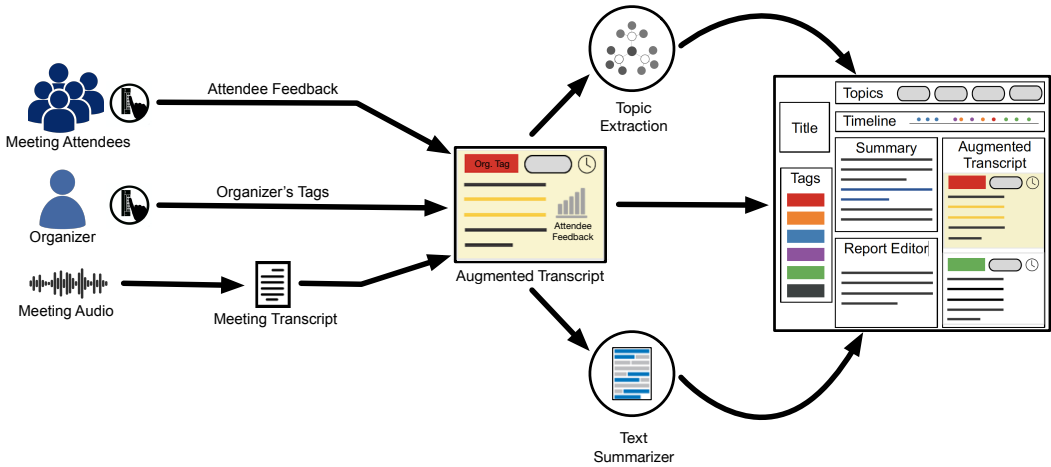 Attendee Feedback
Meeting Attendees
Organizer's Tags
Organizer
Meeting Audio
Meeting Transcript
Org. Tag
Attendee
Feedback
Augmented Transcript
Topic
Extraction
Text
Summarizer
Topics
Timeline
Title
Tags
Summary
Report Editor
Augmented
Transcript